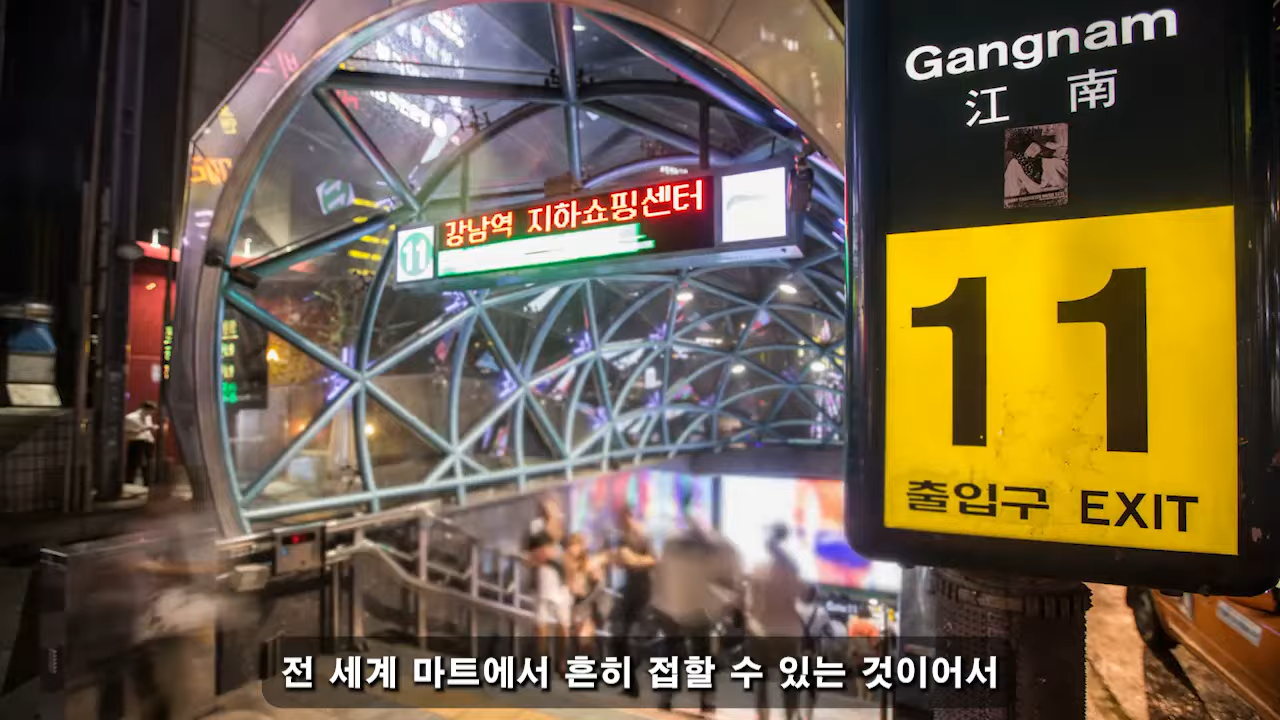 Gangnam
江 南
강남역 지하쇼핑센터
11
11
출입구 EXIT
전 세계 마트에서 흔히 접할 수 있는 것이어서